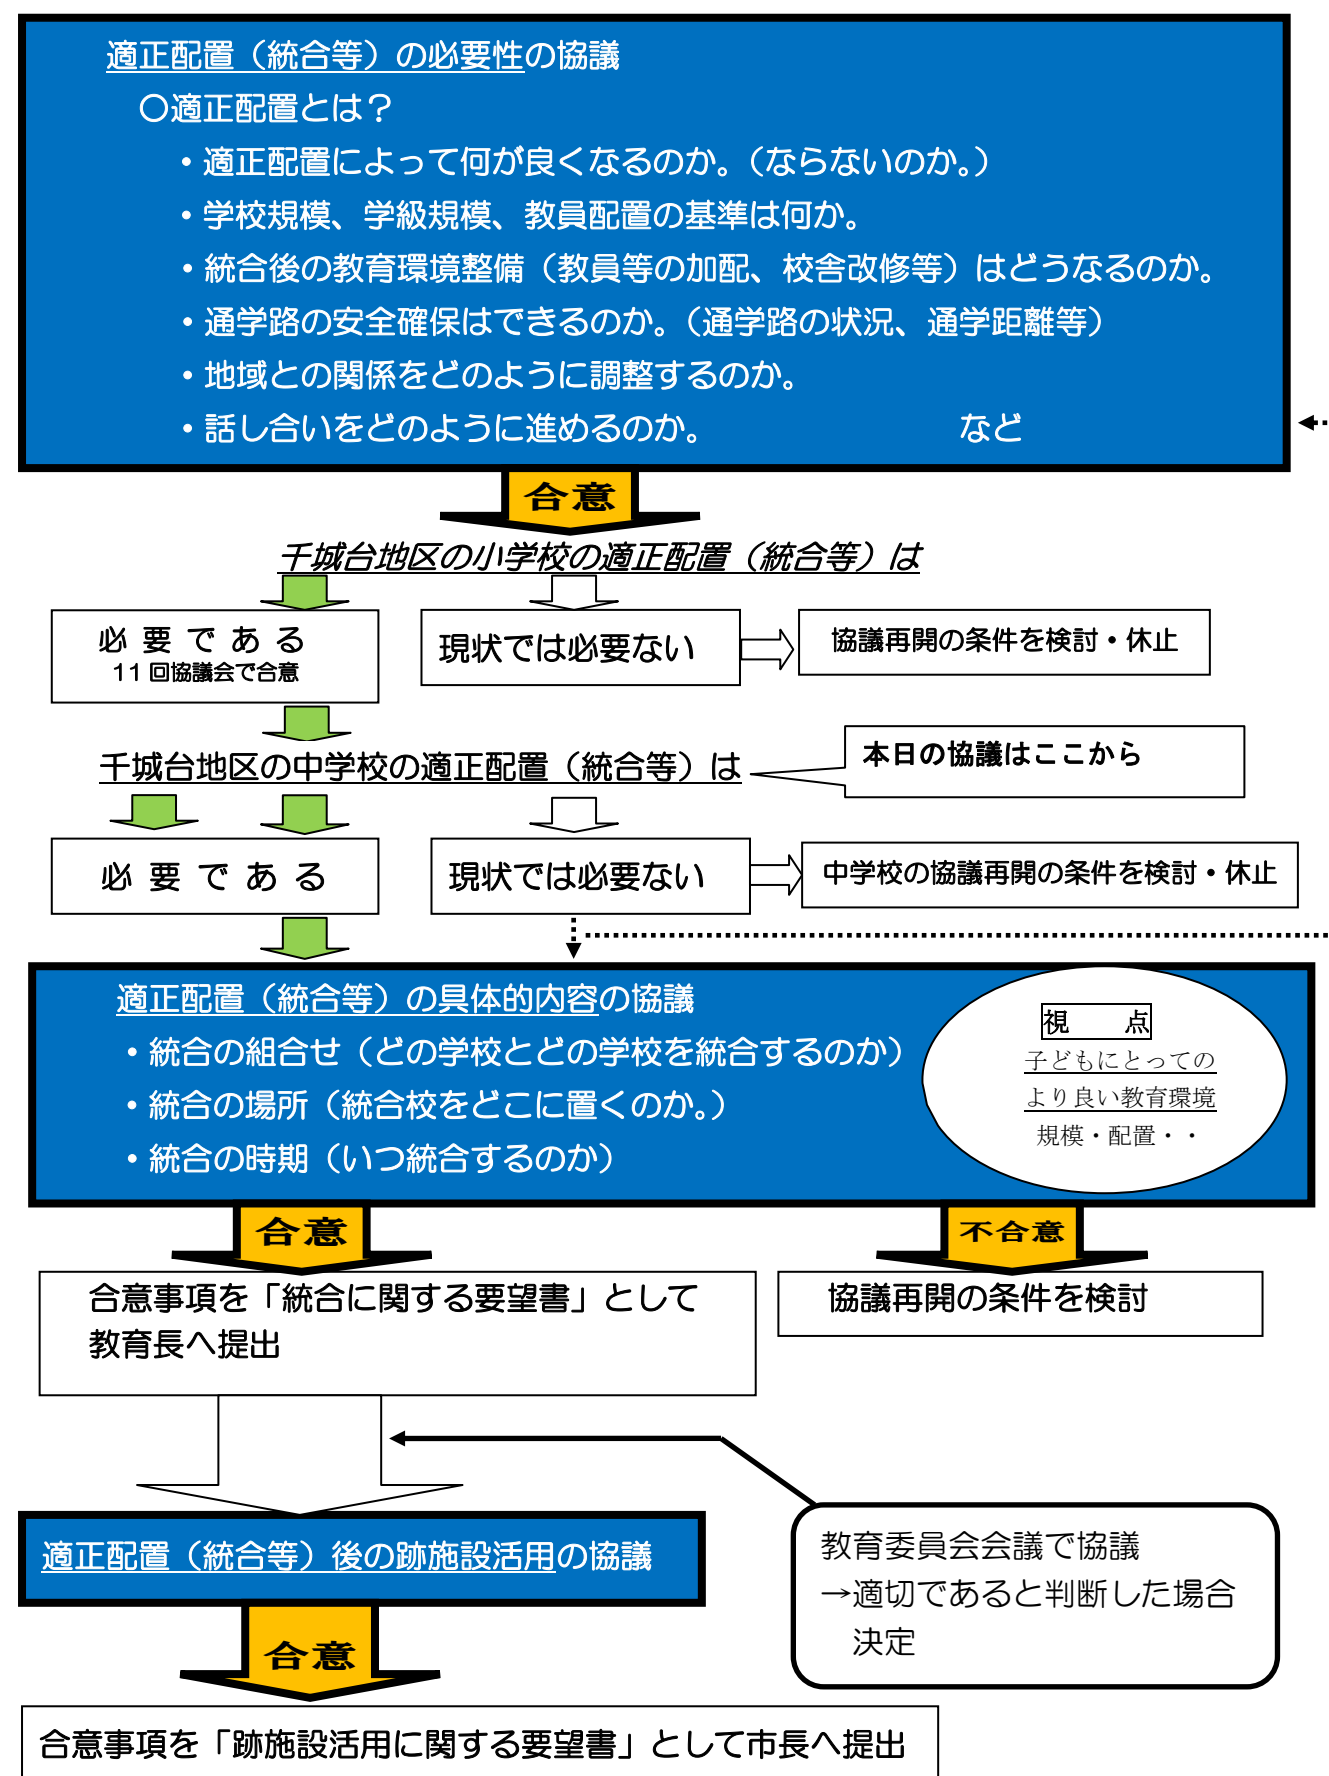 適正配置（統合等）の必要性の協議
〇適正配置とは？
・適正配置によって何が良くなるのか。（ならないのか。）
・学校規模、学級規模、教員配置の基準は何か。
・統合後の教育環境整備（教員等の加配、校舎改修等）はどうなるのか。
・通学路の安全確保はできるのか。（通学路の状況、通学距離等）
・地域との関係をどのように調整するのか。
・話し合いをどのように進めるのか。　など
合意
千城台地区の小学校の適正配置（統合等）は
必 要 で あ る
11 回協議会で合意
現状では必要ない
協議再開の条件を検討・休止
千城台地区の中学校の適正配置（統合等）は
本日の協議はここから
必 要 で あ る
現状では必要ない
中学校の協議再開の条件を検討・休止
適正配置（統合等）の具体的内容の協議
・統合の組合せ（どの学校とどの学校を統合するのか）
・統合の場所（統合校をどこに置くのか。）
・統合の時期（いつ統合するのか）
視　点
子どもにとっての
より良い教育環境
規模・配置・・
合意
不合意
合意事項を「統合に関する要望書」として
教育長へ提出
協議再開の条件を検討
適正配置（統合等）後の跡施設活用の協議
教育委員会会議で協議
→適切であると判断した場合
決定
合意
合意事項を「跡施設活用に関する要望書」として市長へ提出